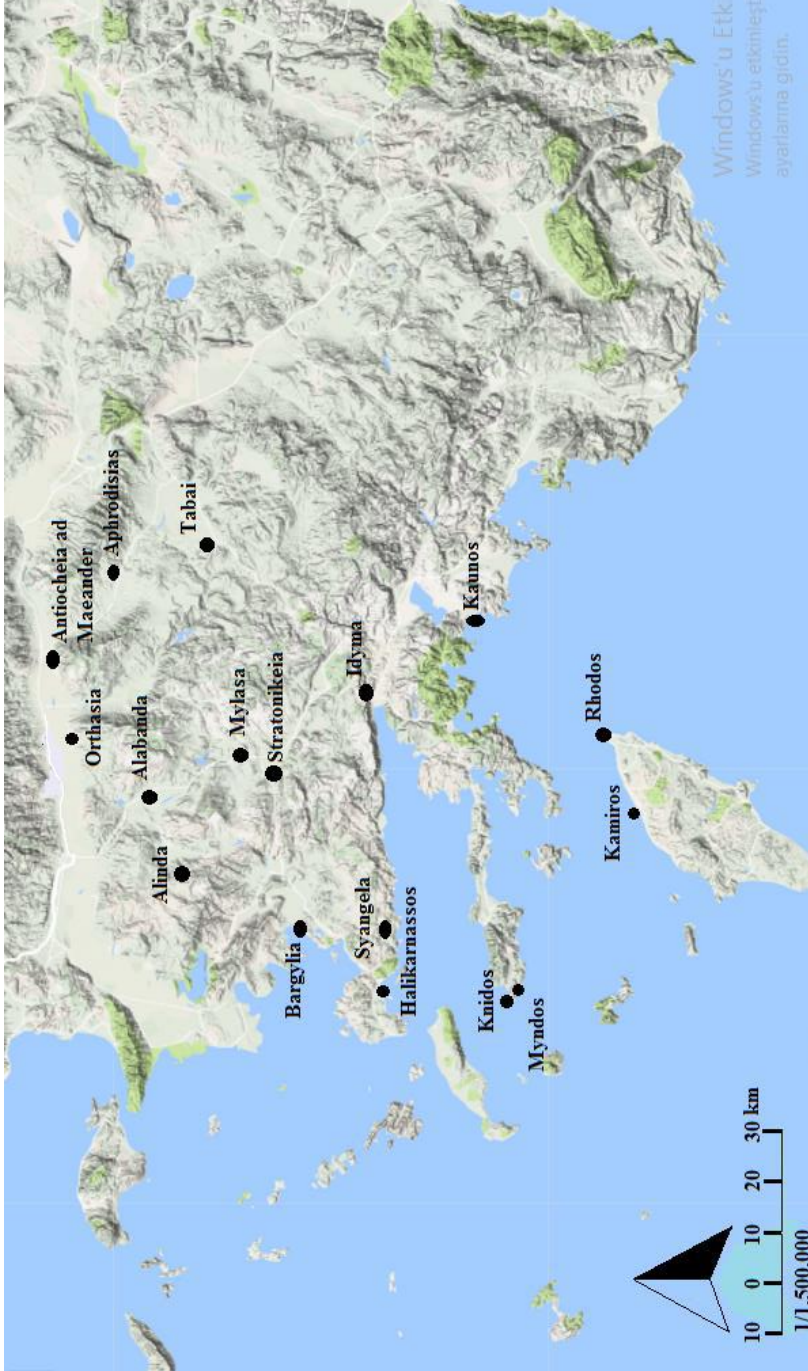 Antiocheia ad
Maeander
Orthasia
Aphrodisias
Alabanda
Alinda
Tabai
Mylasa
Stratonikeia
Bargylia
Idyma
Syangela
Halikarnassos
Kaunos
Knidos
Myndos
Rhodos
Kamiros
10 0 10 20 30 km
1/1.500.000
Windows'u Etk
Windows'u etkinleşt
ayarlarına gidin.